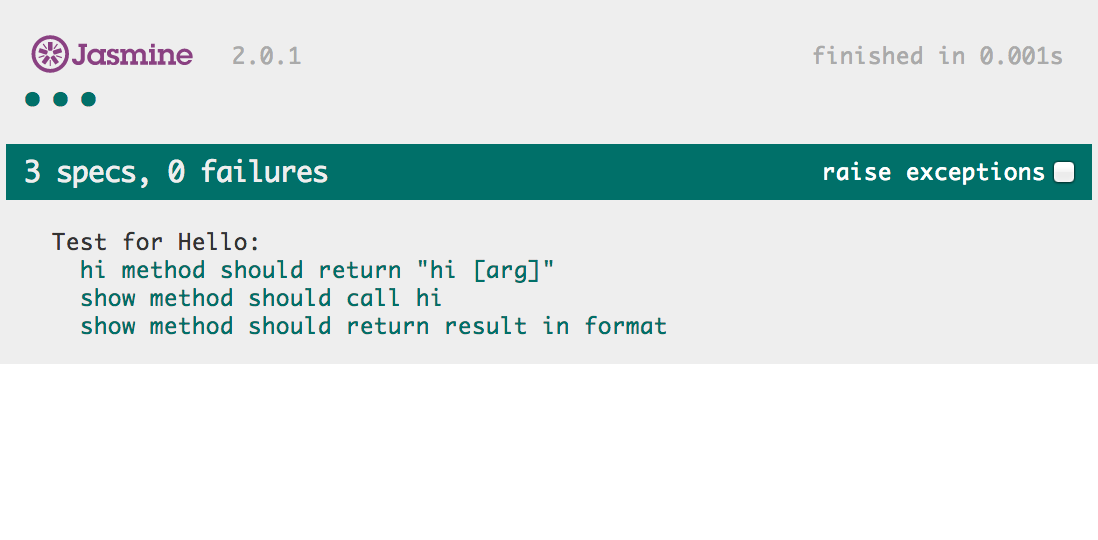 Jasmine 2.0.1 finished in 0.001s
3 specs, 0 failures raise exceptions
Test for Hello:
hi method should return "hi [arg]"
show method should call hi
show method should return result in format